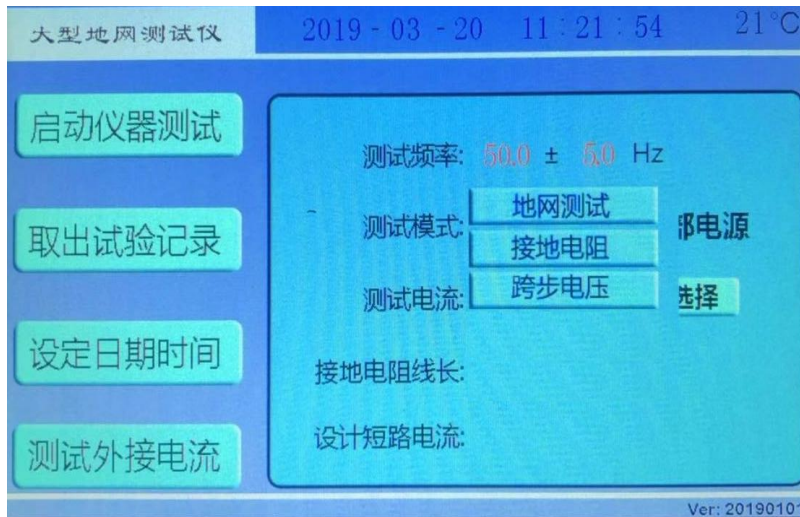 大型地网测试仪
2019 - 03 - 20 11 : 21 : 54 21°C
启动仪器测试
取出试验记录
设定日期时间
测试外接电流
测试频率: 50.0 ± 5.0 Hz
测试模式:
地网测试
接地电阻
跨步电压
部电源
测试电流:
选择
接地电阻线长:
设计短路电流:
Ver: 20190101